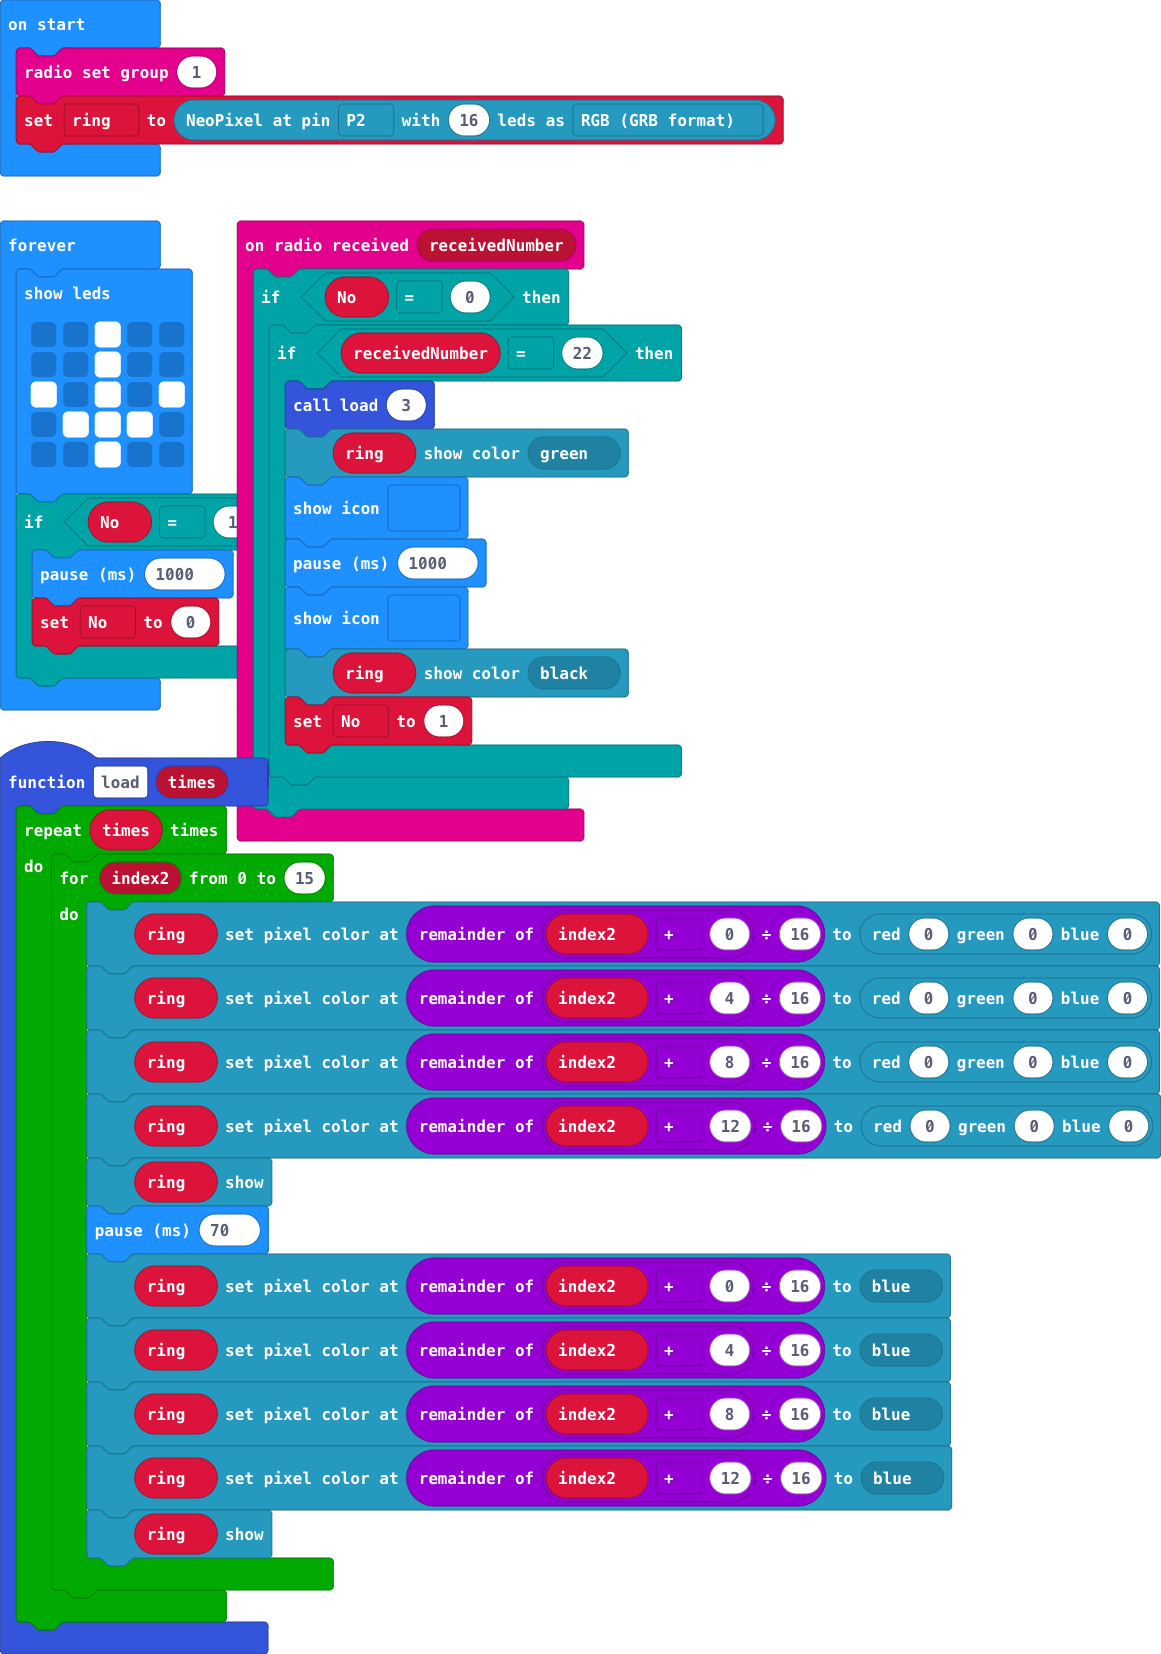 on start
radio set group 1
set ring to NeoPixel at pin P2 with 16 leds as RGB (GRB format)
forever
show leds
if No = 1
pause (ms) 1000
set No to 0
on radio received receivedNumber
if No = 0 then
if receivedNumber = 22 then
call load 3
ring show color green
show icon
pause (ms) 1000
show icon
ring show color black
set No to 1
function load times
repeat times times
do
for index2 from 0 to 15
do
ring set pixel color at remainder of index2 + 0 ÷ 16 to red 0 green 0 blue 0
ring set pixel color at remainder of index2 + 4 ÷ 16 to red 0 green 0 blue 0
ring set pixel color at remainder of index2 + 8 ÷ 16 to red 0 green 0 blue 0
ring set pixel color at remainder of index2 + 12 ÷ 16 to red 0 green 0 blue 0
ring show
pause (ms) 70
ring set pixel color at remainder of index2 + 0 ÷ 16 to blue
ring set pixel color at remainder of index2 + 4 ÷ 16 to blue
ring set pixel color at remainder of index2 + 8 ÷ 16 to blue
ring set pixel color at remainder of index2 + 12 ÷ 16 to blue
ring show